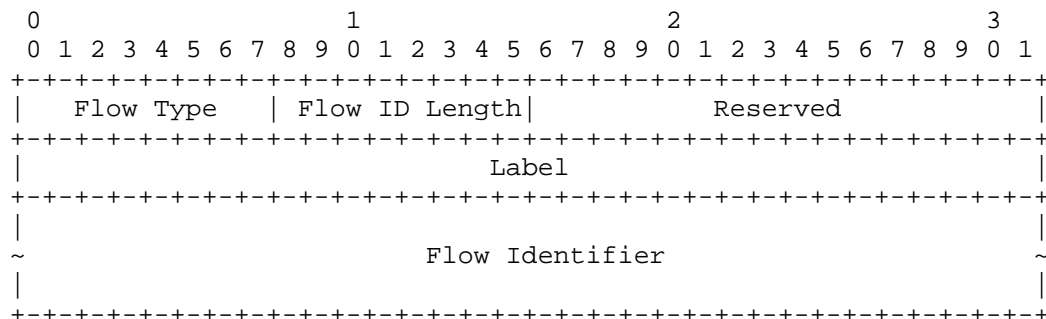 0                   1                   2                   3
 0 1 2 3 4 5 6 7 8 9 0 1 2 3 4 5 6 7 8 9 0 1 2 3 4 5 6 7 8 9 0 1
+-+-+-+-+-+-+-+-+-+-+-+-+-+-+-+-+-+-+-+-+-+-+-+-+-+-+-+-+-+-+-+-+
|   Flow Type   | Flow ID Length|           Reserved            |
+-+-+-+-+-+-+-+-+-+-+-+-+-+-+-+-+-+-+-+-+-+-+-+-+-+-+-+-+-+-+-+-+
|                             Label                             |
+-+-+-+-+-+-+-+-+-+-+-+-+-+-+-+-+-+-+-+-+-+-+-+-+-+-+-+-+-+-+-+-+
|                                                               |
~                         Flow Identifier                       ~
|                                                               |
+-+-+-+-+-+-+-+-+-+-+-+-+-+-+-+-+-+-+-+-+-+-+-+-+-+-+-+-+-+-+-+-+